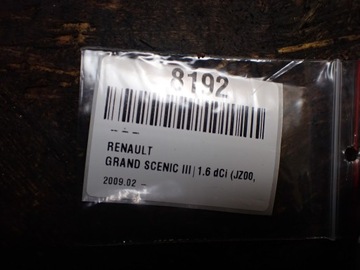 8192
RENAULT
GRAND SCENIC III | 1.6 dCi (JZ00,
2009.02 –